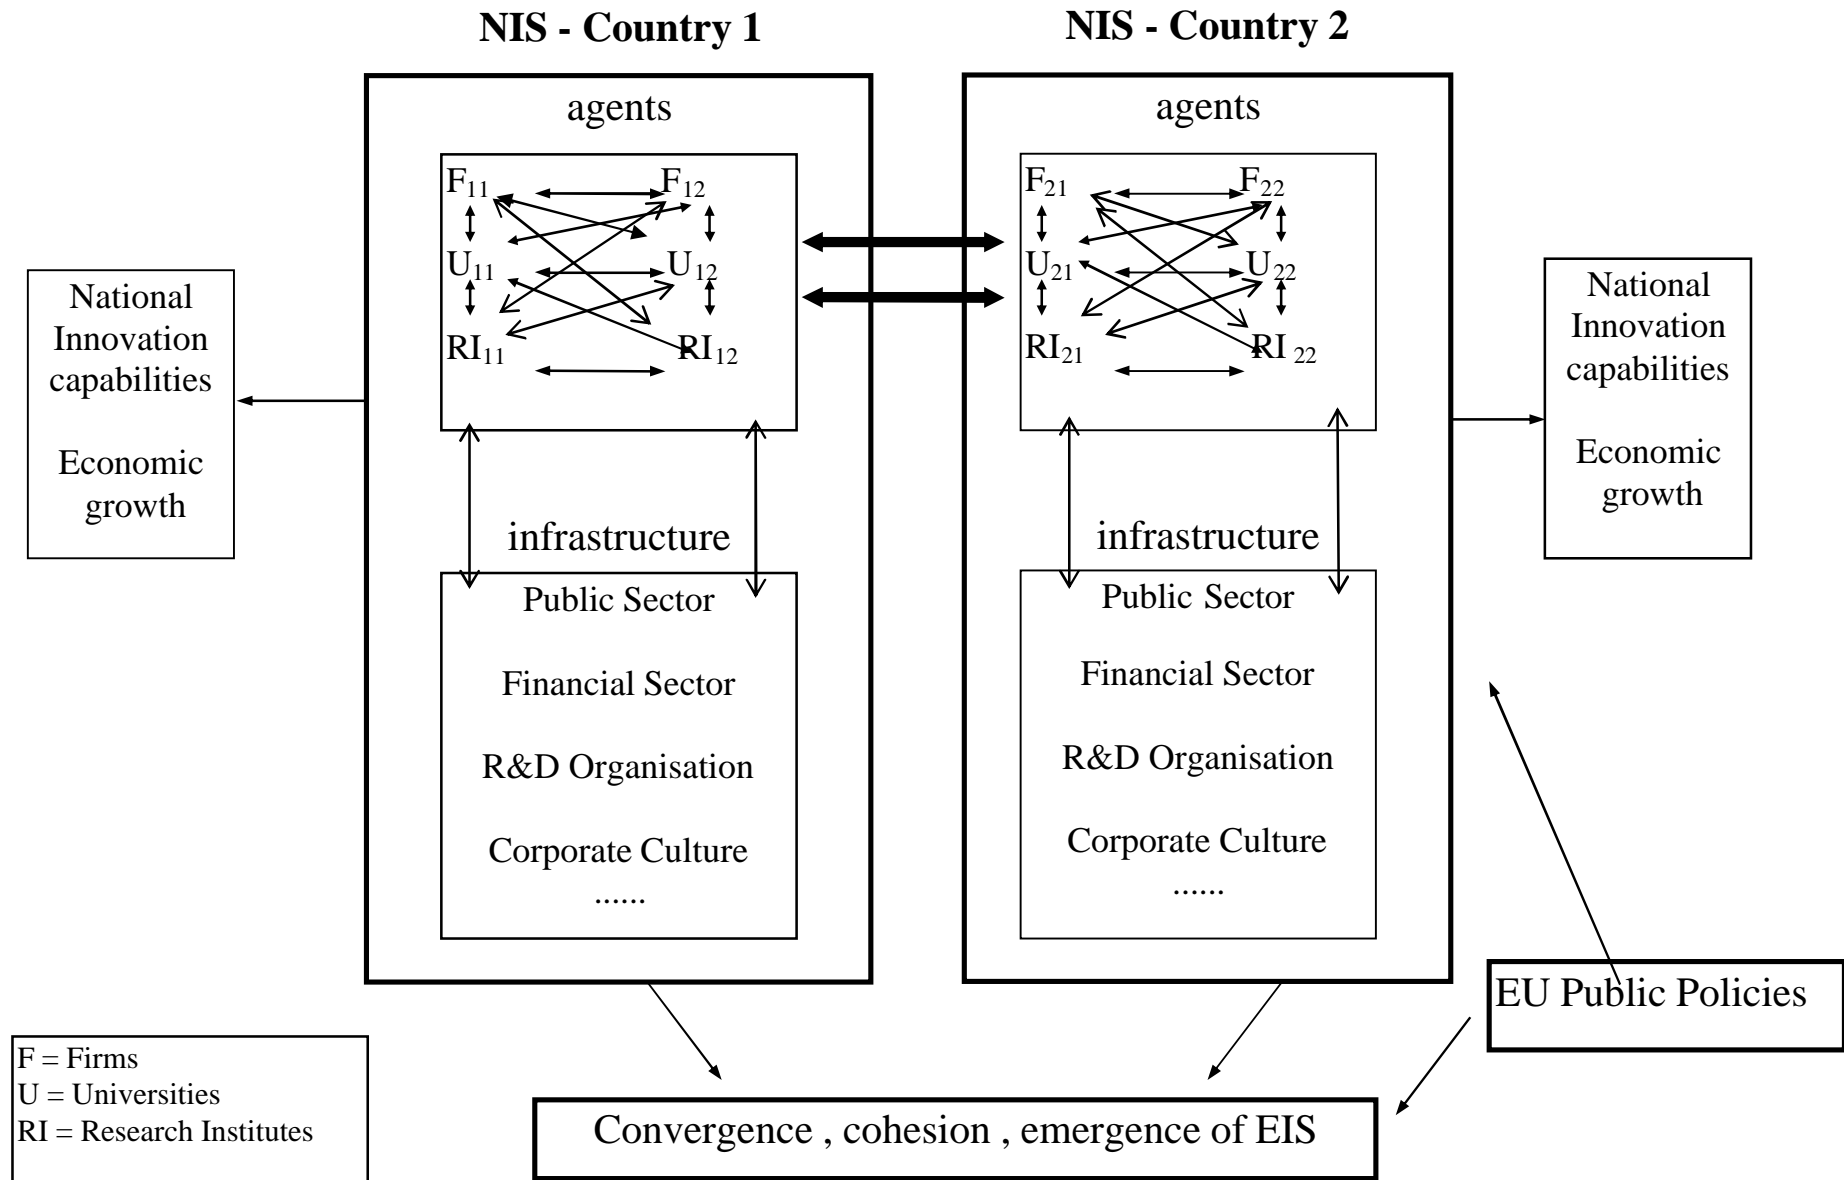 NIS - Country 1
NIS - Country 2
agents
agents
F₁₁ F₁₂
U₁₁ U₁₂
RI₁₁ RI₁₂
F₂₁ F₂₂
U₂₁ U₂₂
RI₂₁ RI ₂₂
National
Innovation
capabilities
Economic
growth
National
Innovation
capabilities
Economic
growth
infrastructure
infrastructure
Public Sector
Financial Sector
R&D Organisation
Corporate Culture
......
Public Sector
Financial Sector
R&D Organisation
Corporate Culture
......
EU Public Policies
F = Firms
U = Universities
RI = Research Institutes
Convergence , cohesion , emergence of EIS